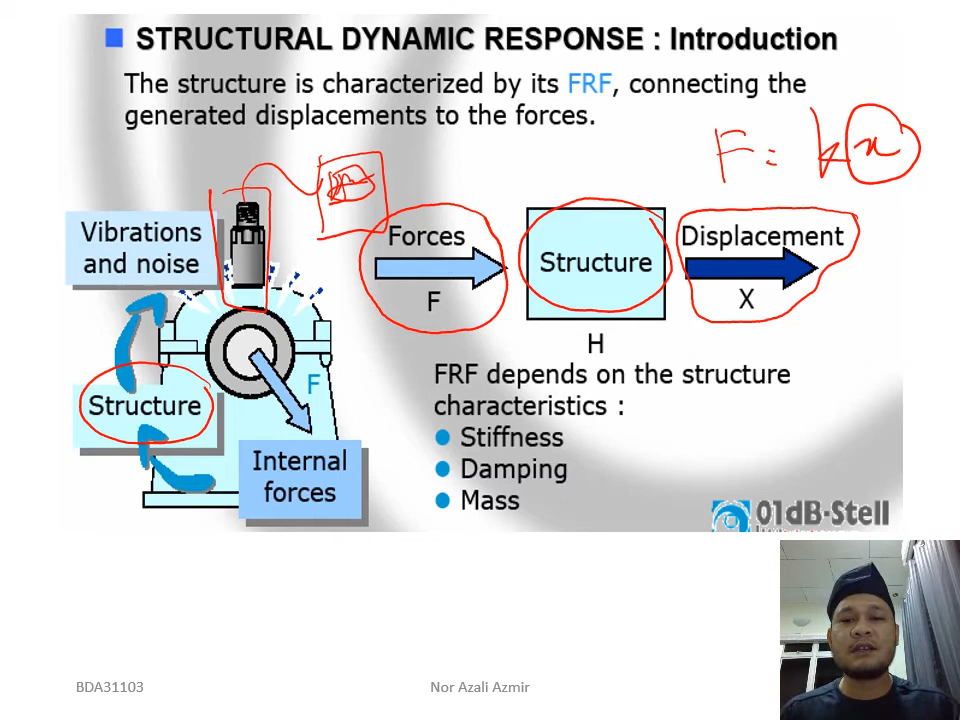 STRUCTURAL DYNAMIC RESPONSE : Introduction
The structure is characterized by its FRF, connecting the
generated displacements to the forces.
F = kx
Vibrations
and noise
Forces
F
Structure
H
Displacement
X
Structure
F
Internal
forces
FRF depends on the structure
characteristics :
Stiffness
Damping
Mass
01dB-Stell
BDA31103
Nor Azali Azmir